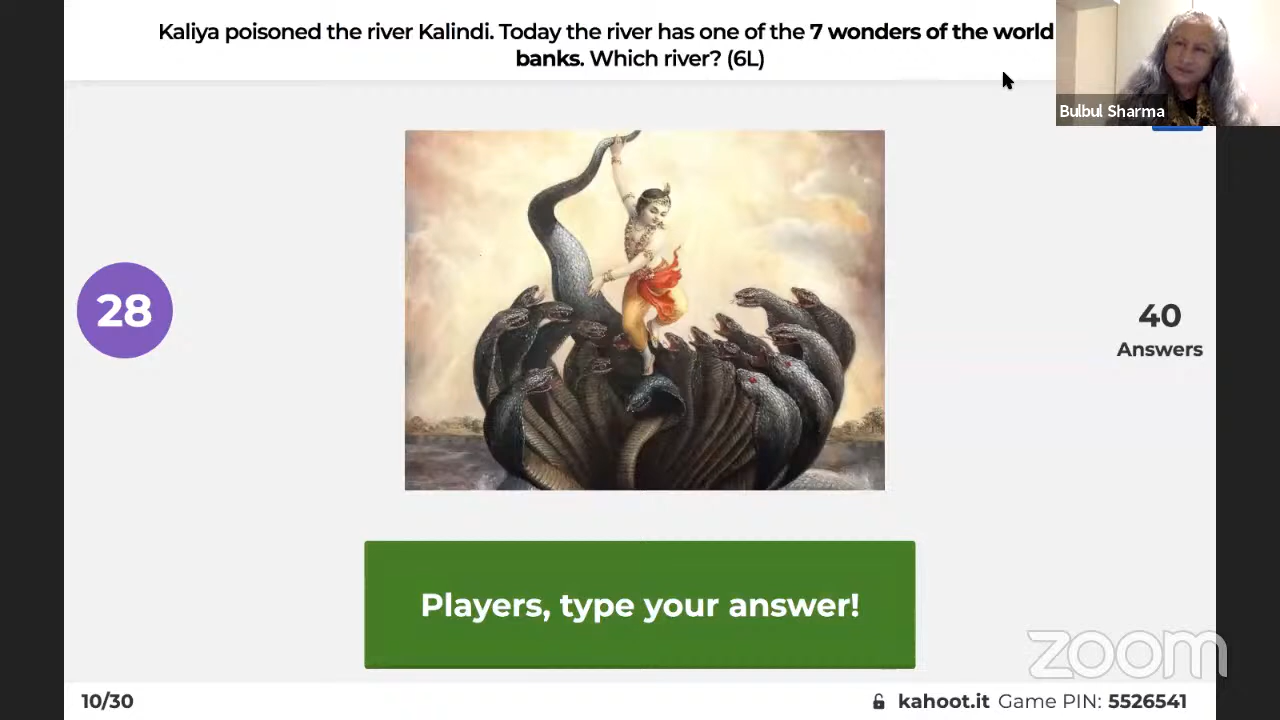 Kaliya poisoned the river Kalindi. Today the river has one of the 7 wonders of the world
banks. Which river? (6L)
Bulbul Sharma
28
40
Answers
Players, type your answer!
zoom
10/30
kahoot.it Game PIN: 5526541